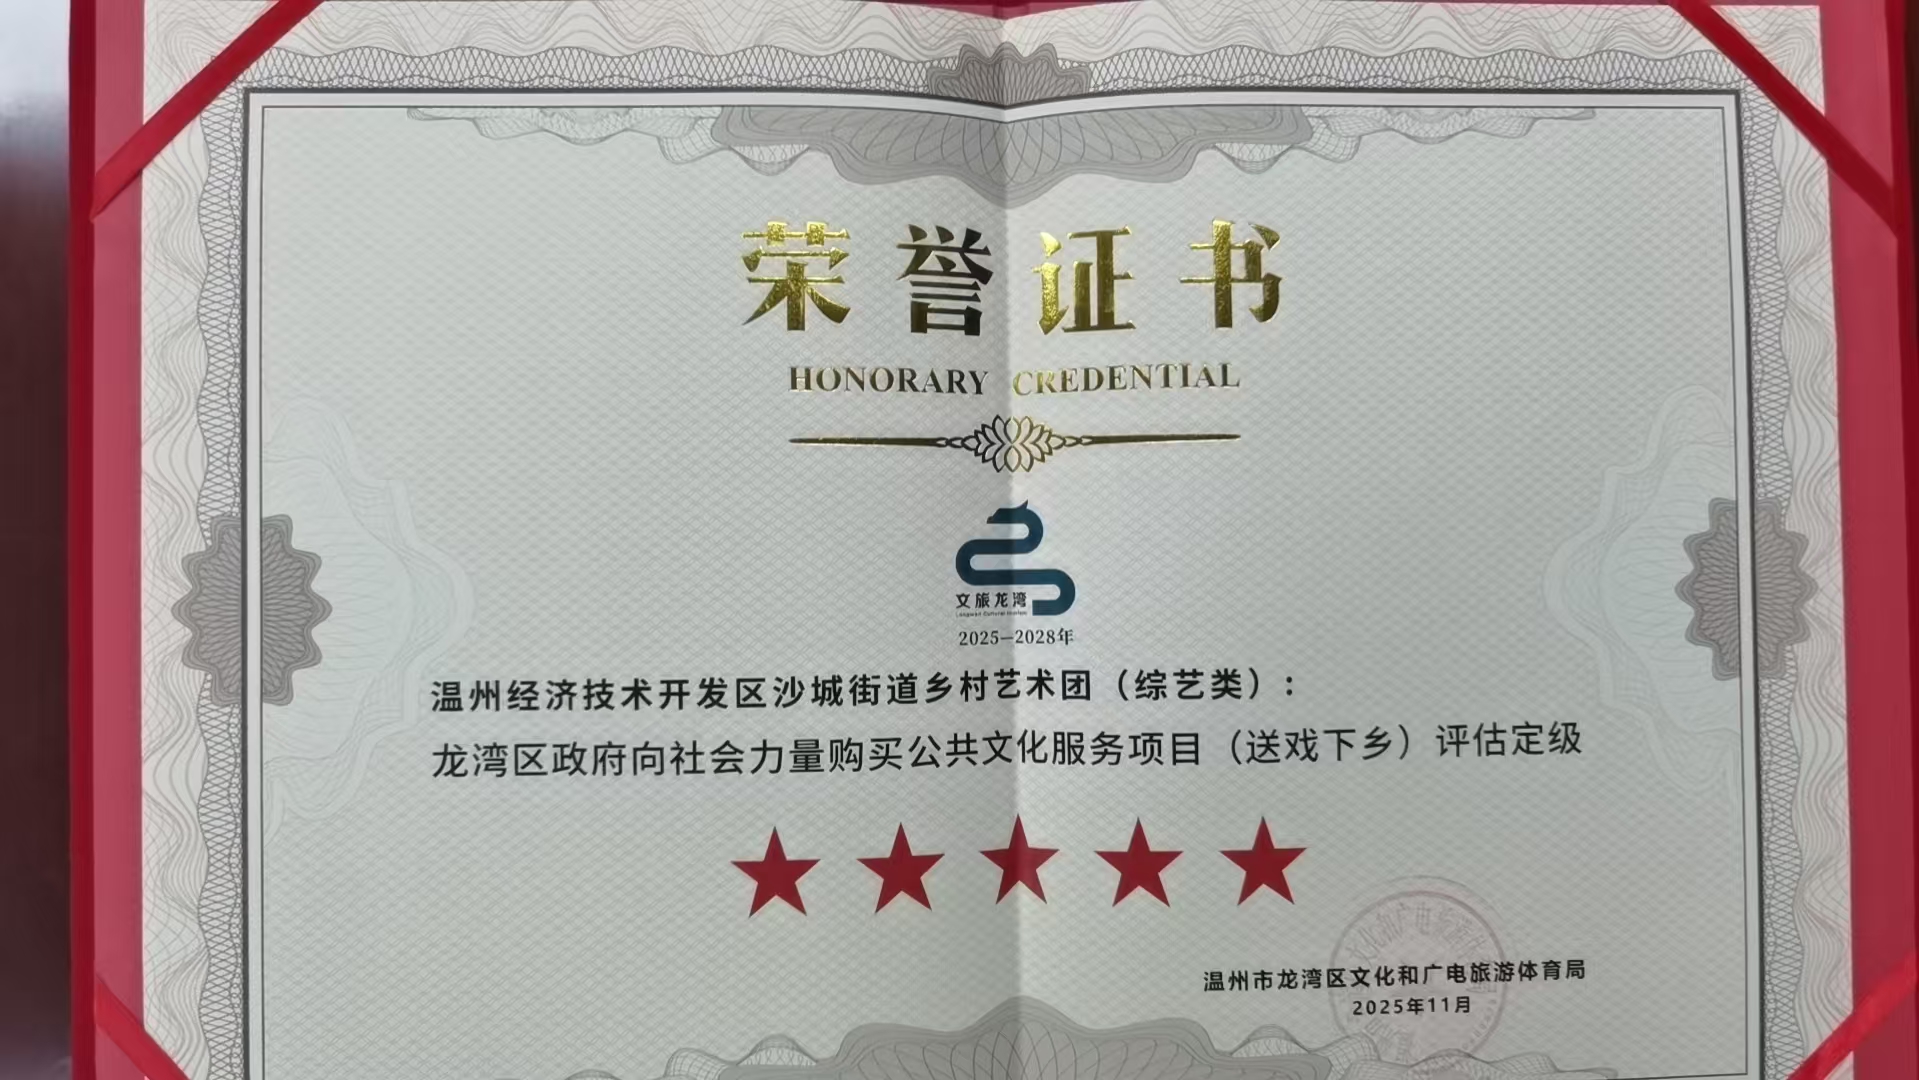 荣誉证书
HONORARY CREDENTIAL
文旅龙湾
2025—2028年
温州经济技术开发区沙城街道乡村艺术团（综艺类）:
龙湾区政府向社会力量购买公共文化服务项目（送戏下乡）评估定级
温州市龙湾区文化和广电旅游体育局
2025年11月